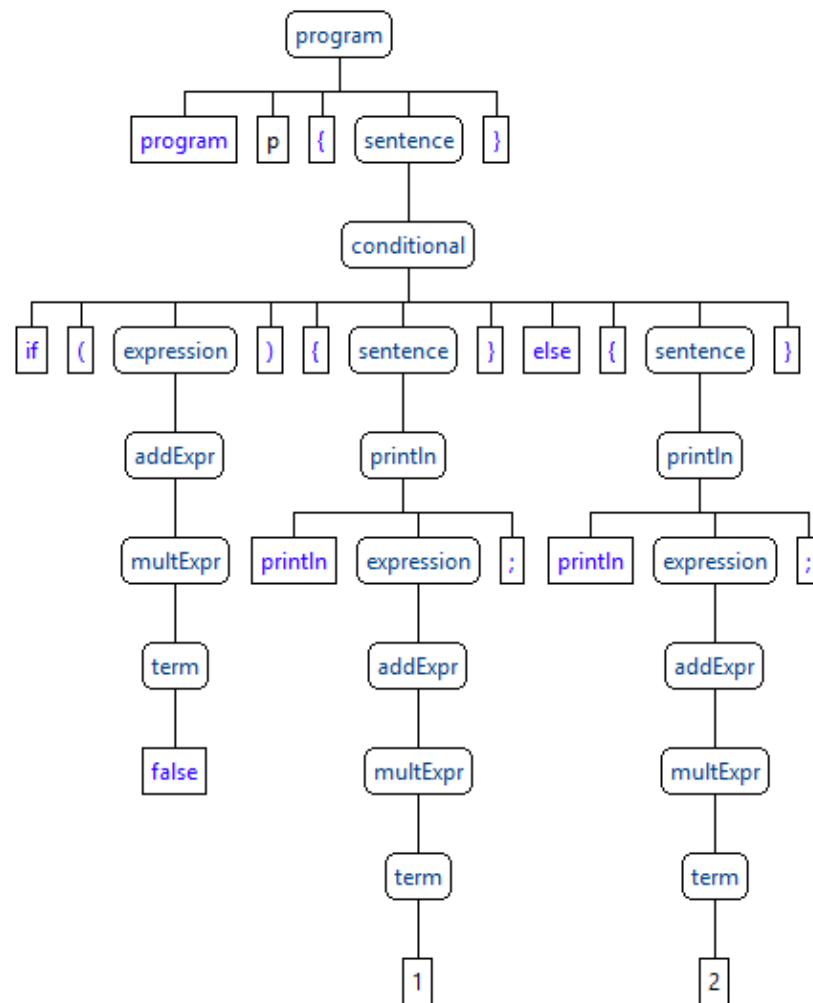 program
program p { sentence }
conditional
if ( expression ) { sentence } else { sentence }
addExpr println println
multExpr println expression ; println expression ;
term addExpr addExpr
false multExpr multExpr
term term
1 2